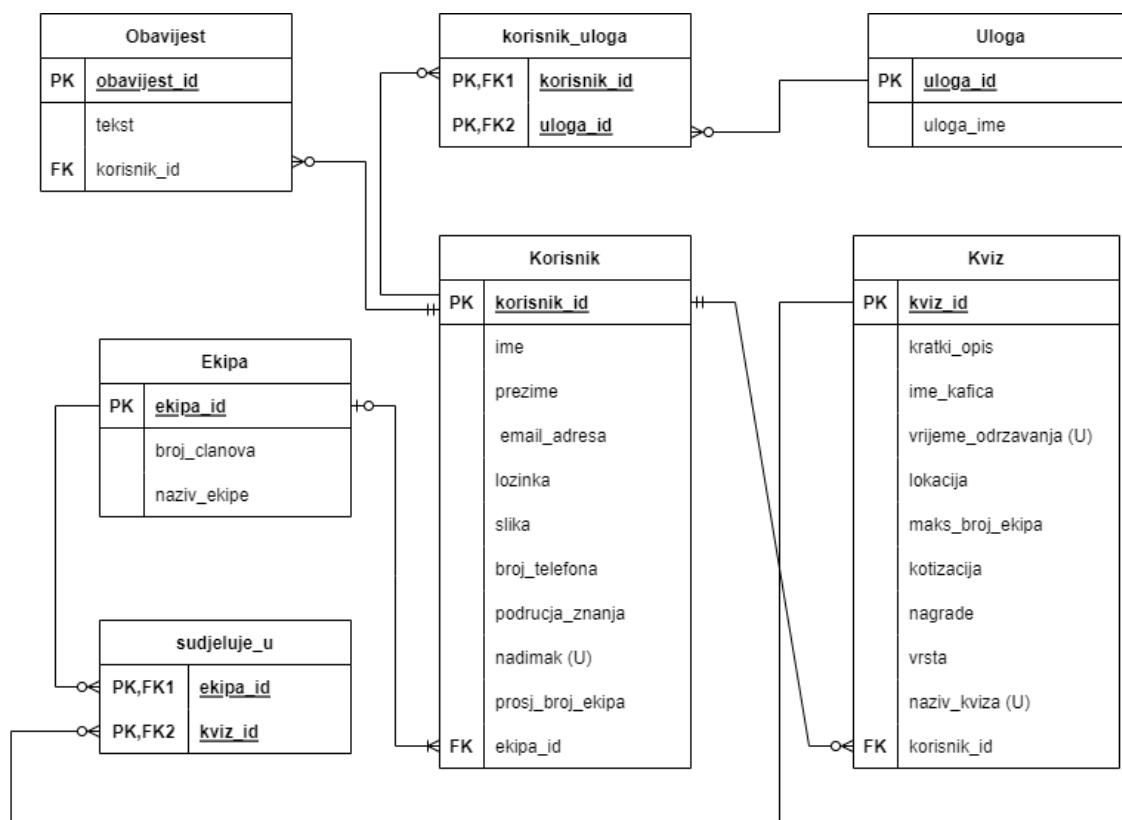 Obavijest
PK obavijest_id
tekst
FK korisnik_id
korisnik_uloga
PK,FK1 korisnik_id
PK,FK2 uloga_id
Uloga
PK uloga_id
uloga_ime
Ekipa
PK ekipa_id
broj_clanova
naziv_ekipe
sudjeluje_u
PK,FK1 ekipa_id
PK,FK2 kviz_id
Korisnik
PK korisnik_id
ime
prezime
email_adresa
lozinka
slika
broj_telefona
podrucja_znanja
nadimak (U)
prosj_broj_ekipa
FK ekipa_id
Kviz
PK kviz_id
kratki_opis
ime_kafica
vrijeme_odrzavanja (U)
lokacija
maks_broj_ekipa
kotizacija
nagrade
vrsta
naziv_kviza (U)
FK korisnik_id